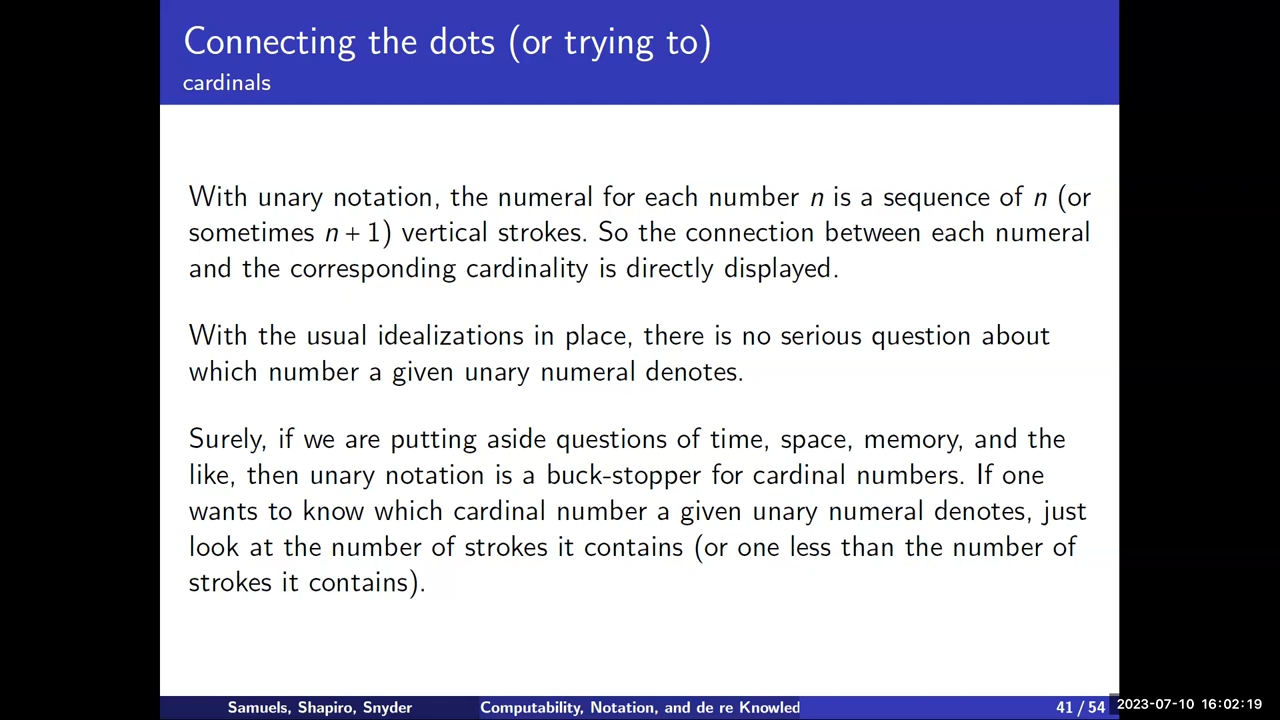 Connecting the dots (or trying to)
cardinals
With unary notation, the numeral for each number n is a sequence of n (or
sometimes n + 1) vertical strokes. So the connection between each numeral
and the corresponding cardinality is directly displayed.
With the usual idealizations in place, there is no serious question about
which number a given unary numeral denotes.
Surely, if we are putting aside questions of time, space, memory, and the
like, then unary notation is a buck-stopper for cardinal numbers. If one
wants to know which cardinal number a given unary numeral denotes, just
look at the number of strokes it contains (or one less than the number of
strokes it contains).
Samuels, Shapiro, Snyder Computability, Notation, and de re Knowled 41 / 54 2023-07-10 16:02:19